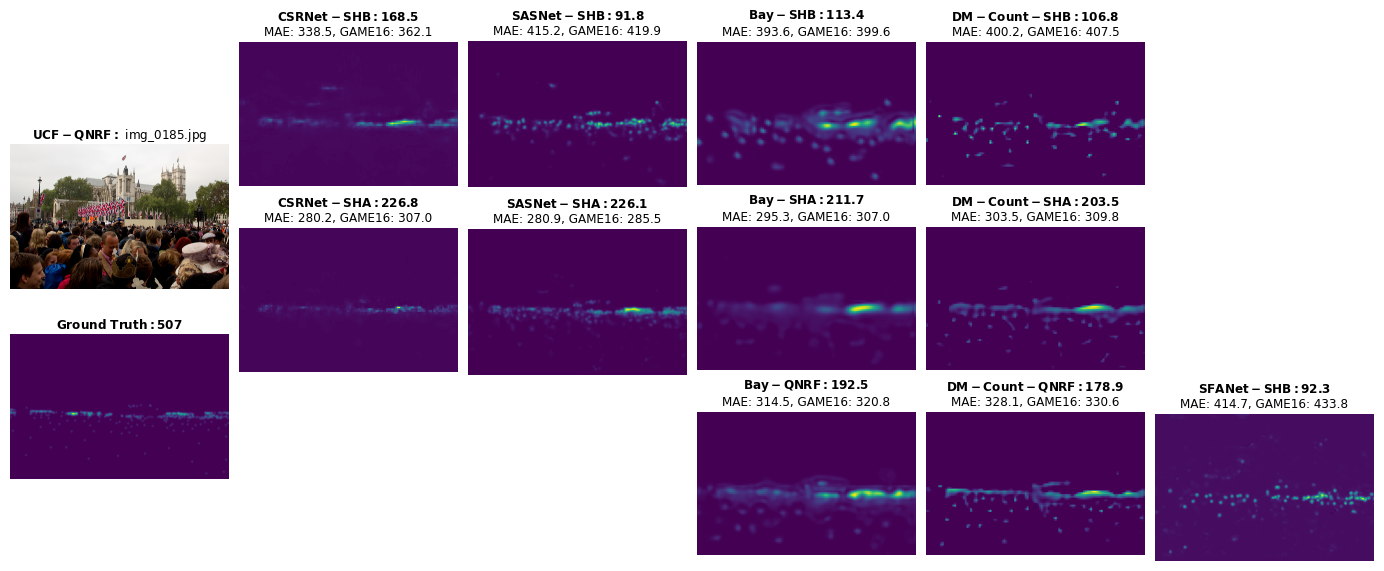 CSRNet−SHB: 168.5
MAE: 338.5, GAME16: 362.1
SASNet−SHB: 91.8
MAE: 415.2, GAME16: 419.9
Bay−SHB: 113.4
MAE: 393.6, GAME16: 399.6
DM−Count−SHB: 106.8
MAE: 400.2, GAME16: 407.5
UCF−QNRF: img_0185.jpg
CSRNet−SHA: 226.8
MAE: 280.2, GAME16: 307.0
SASNet−SHA: 226.1
MAE: 280.9, GAME16: 285.5
Bay−SHA: 211.7
MAE: 295.3, GAME16: 307.0
DM−Count−SHA: 203.5
MAE: 303.5, GAME16: 309.8
Ground Truth: 507
Bay−QNRF: 192.5
MAE: 314.5, GAME16: 320.8
DM−Count−QNRF: 178.9
MAE: 328.1, GAME16: 330.6
SFANet−SHB: 92.3
MAE: 414.7, GAME16: 433.8